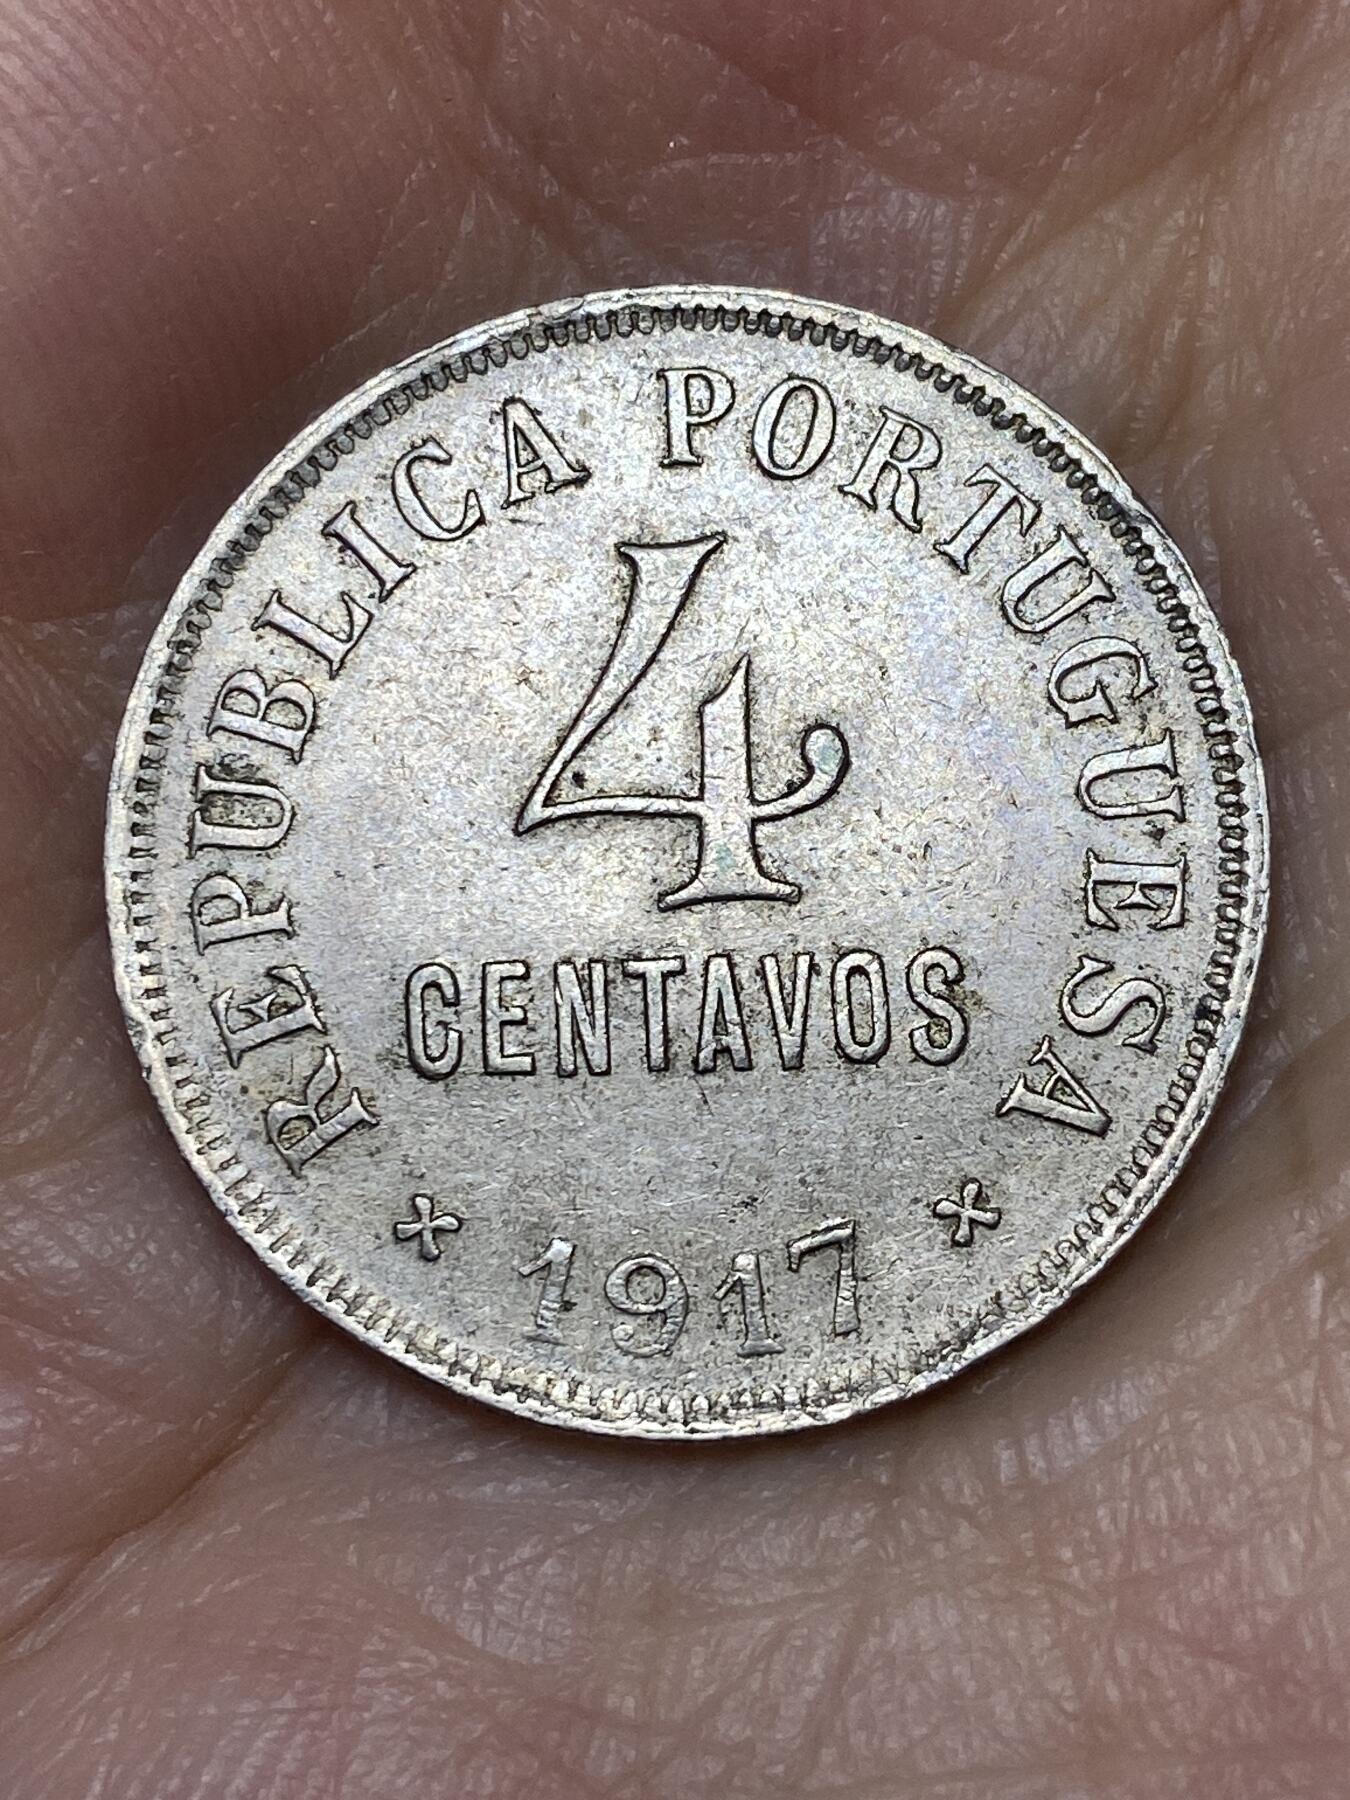 REPUBLICA PORTUGUESA
4
CENTAVOS
* 1917 *